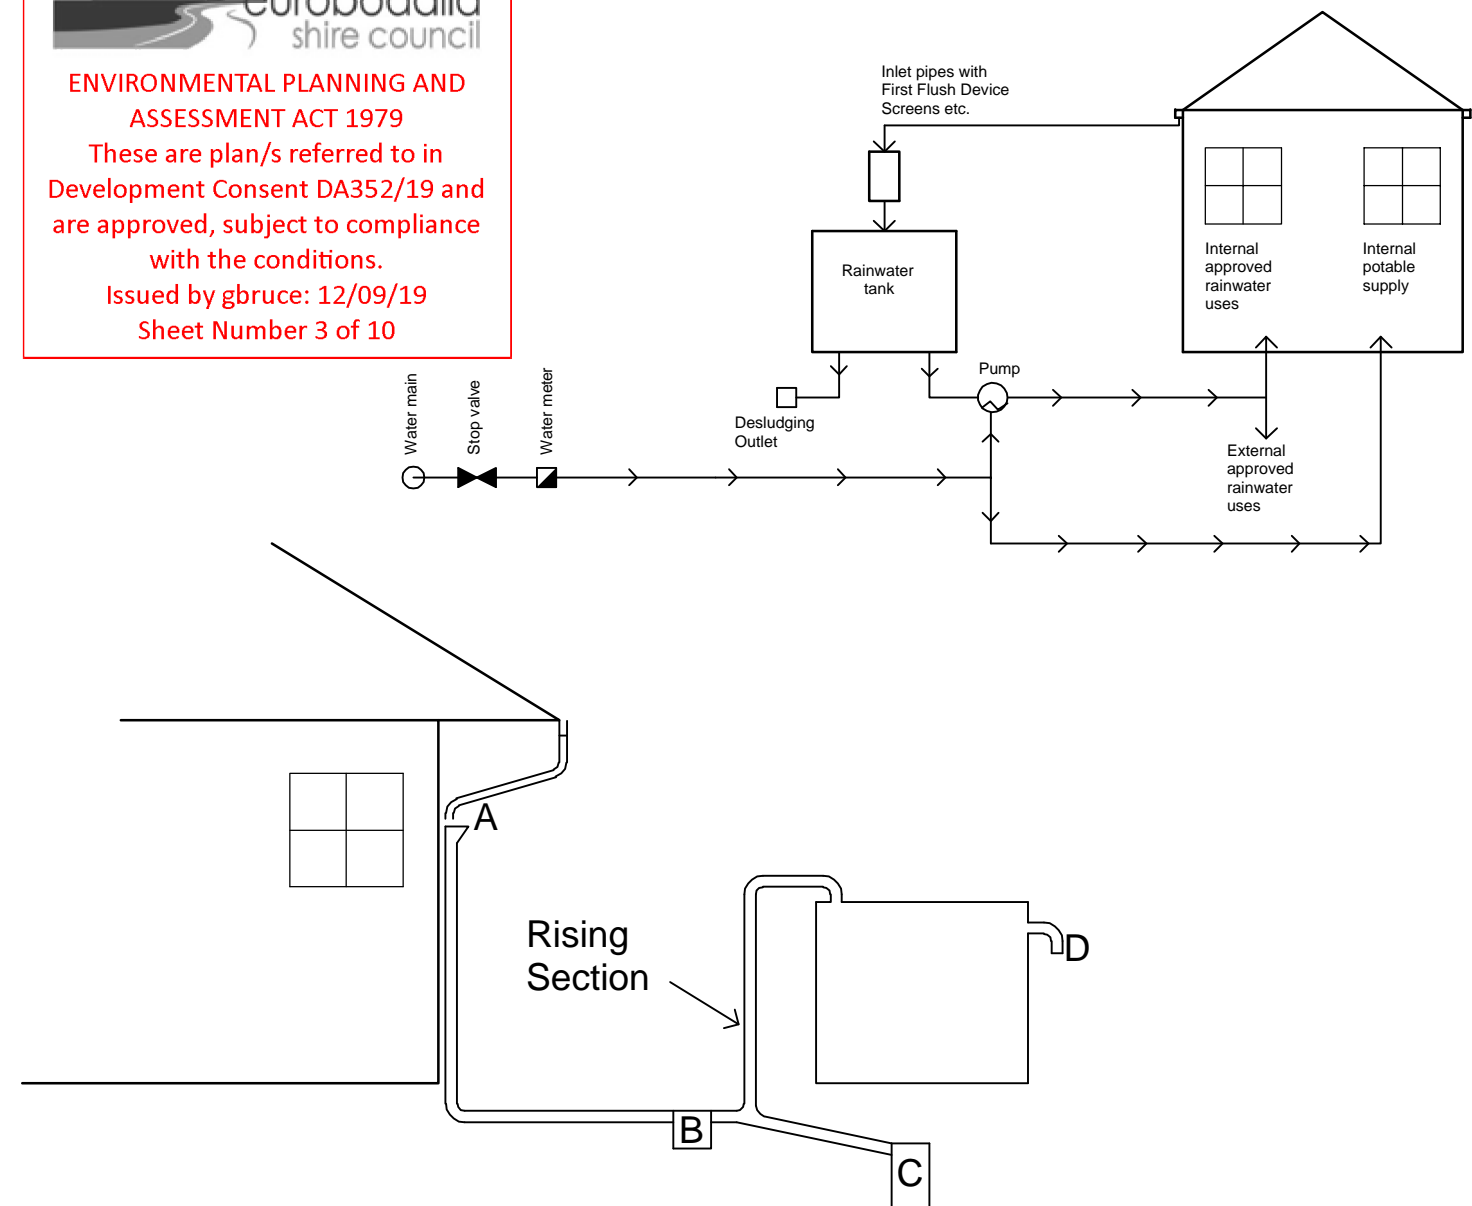 eurobodalla
shire council
ENVIRONMENTAL PLANNING AND
ASSESSMENT ACT 1979
These are plan/s referred to in
Development Consent DA352/19 and
are approved, subject to compliance
with the conditions.
Issued by gbruce: 12/09/19
Sheet Number 3 of 10
Inlet pipes with
First Flush Device
Screens etc.
Rainwater
tank
Internal
approved
rainwater
uses
Internal
potable
supply
Pump
Desludging
Outlet
Water main
Stop valve
Water meter
External
approved
rainwater
uses
A
Rising
Section
D
B
C